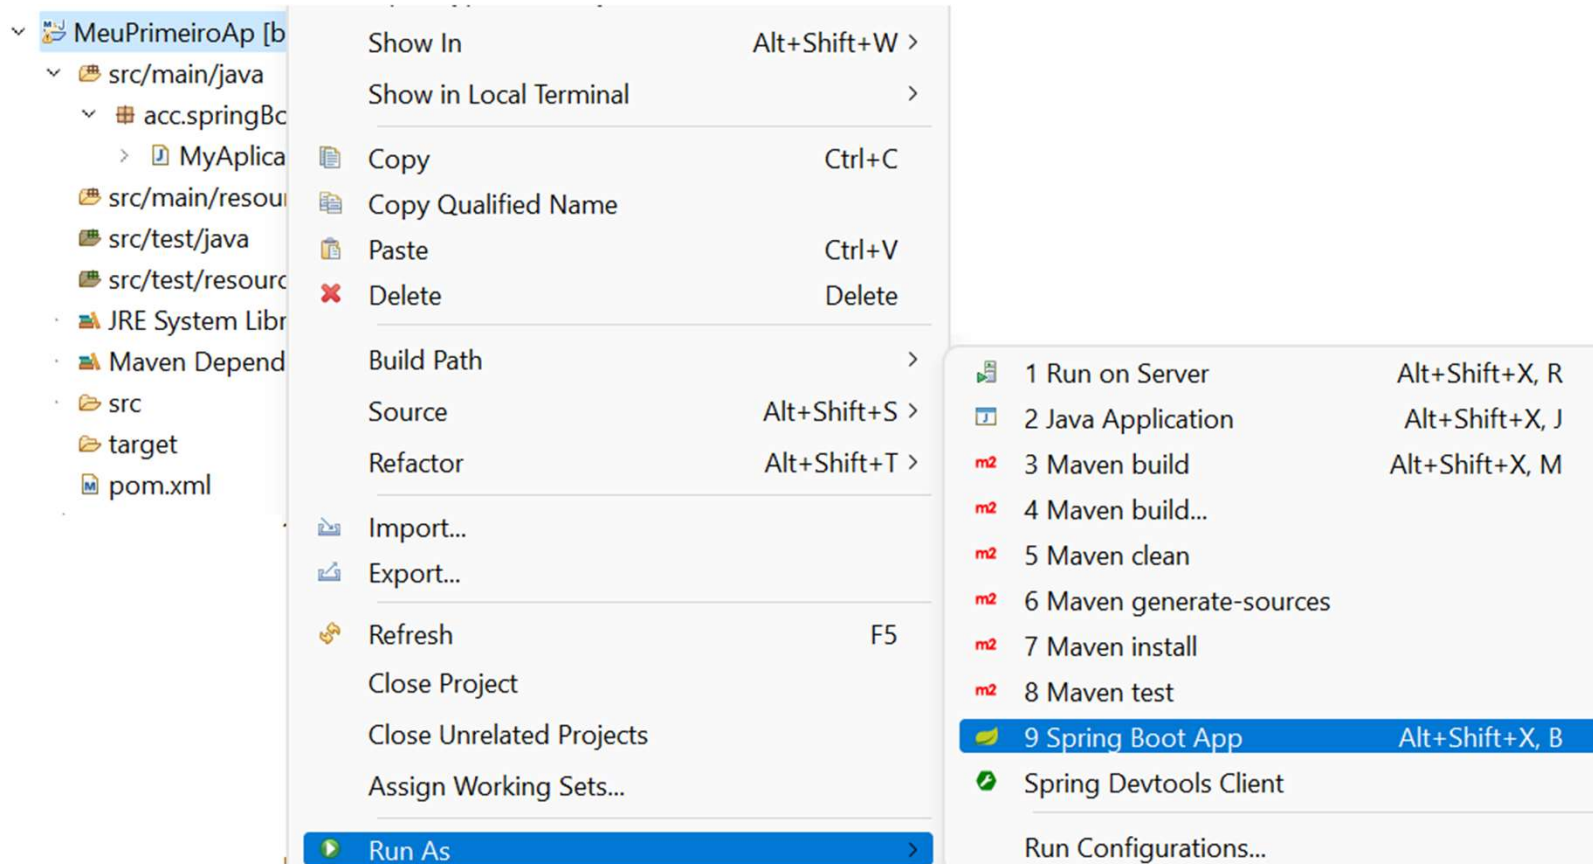 MeuPrimeiroAp [b
src/main/java
acc.springBo
MyAplica
src/main/resour
src/test/java
src/test/resourc
JRE System Libr
Maven Depend
src
target
pom.xml
Show In Alt+Shift+W >
Show in Local Terminal >
Copy Ctrl+C
Copy Qualified Name
Paste Ctrl+V
Delete Delete
Build Path >
Source Alt+Shift+S >
Refactor Alt+Shift+T >
Import...
Export...
Refresh F5
Close Project
Close Unrelated Projects
Assign Working Sets...
Run As >
1 Run on Server Alt+Shift+X, R
2 Java Application Alt+Shift+X, J
m2 3 Maven build Alt+Shift+X, M
m2 4 Maven build...
m2 5 Maven clean
m2 6 Maven generate-sources
m2 7 Maven install
m2 8 Maven test
9 Spring Boot App Alt+Shift+X, B
Spring Devtools Client
Run Configurations...